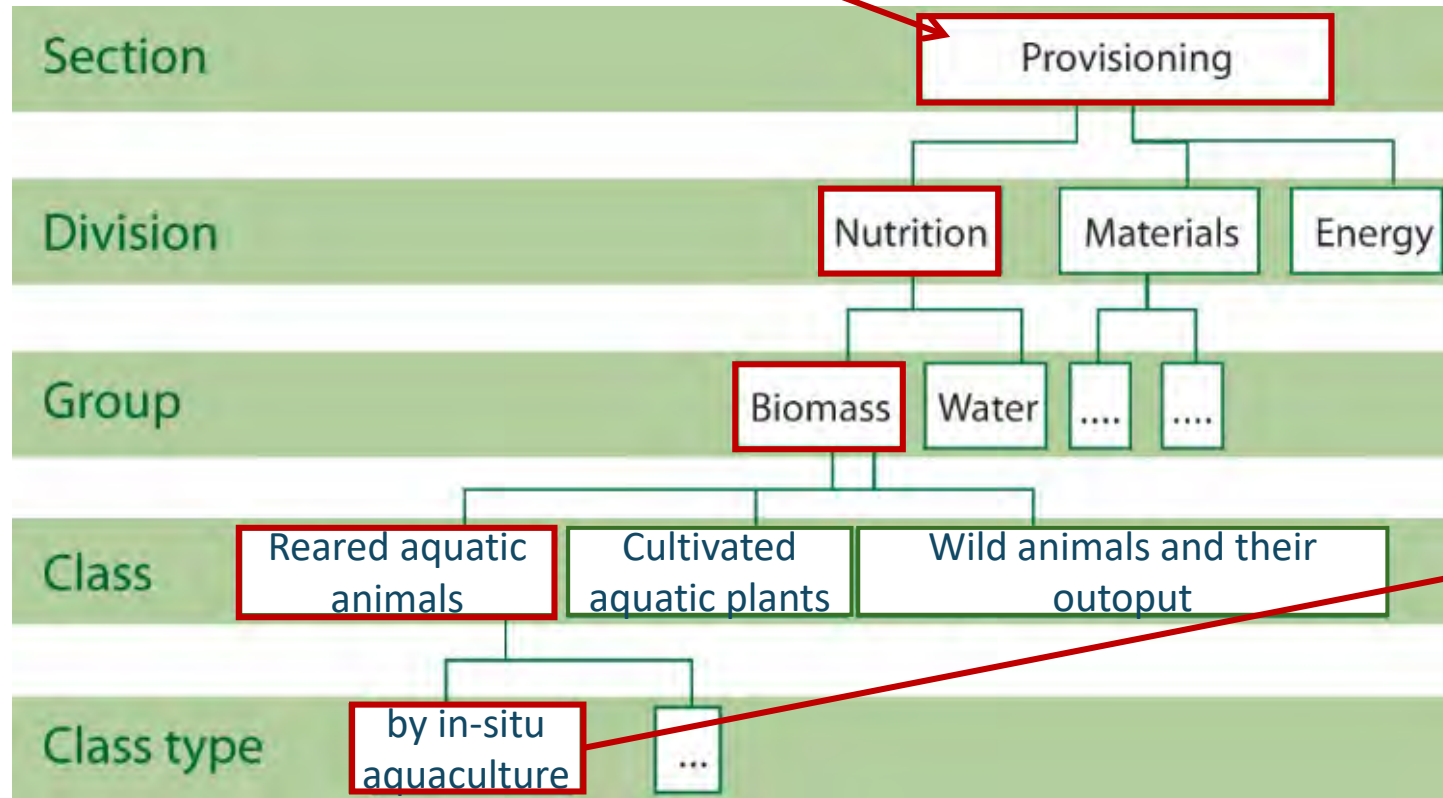 Section
Provisioning
Division
Nutrition
Materials
Energy
Group
Biomass
Water
....
....
Class
Reared aquatic
animals
Cultivated
aquatic plants
Wild animals and their
outoput
Class type
by in-situ
aquaculture
...